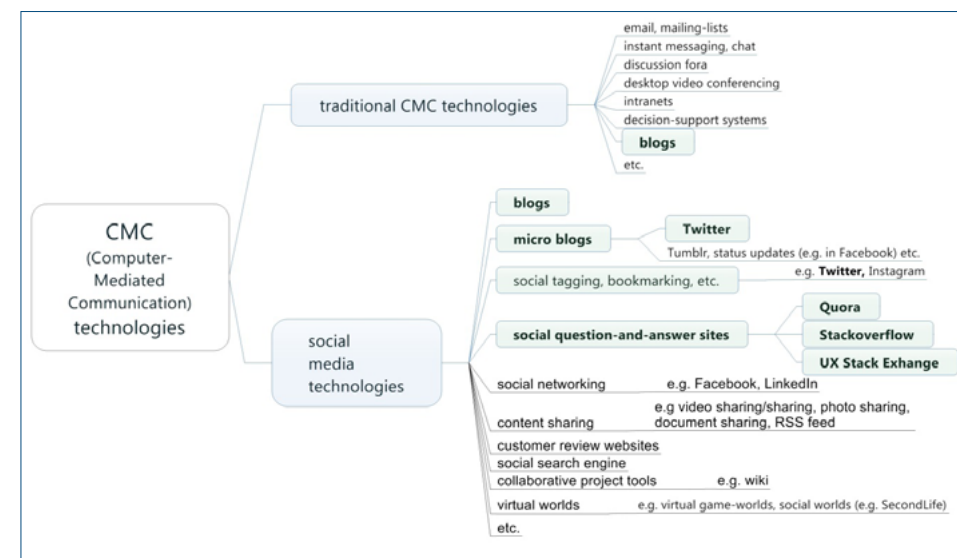 email, mailing-lists
instant messaging, chat
discussion fora
desktop video conferencing
intranets
decision-support systems
blogs
etc.
traditional CMC technologies
CMC
(Computer-
Mediated
Communication)
technologies
social
media
technologies
blogs
micro blogs
Twitter
Tumblr, status updates (e.g. in Facebook) etc.
social tagging, bookmarking, etc.
e.g. Twitter, Instagram
social question-and-answer sites
Quora
Stackoverflow
UX Stack Exhange
social networking
e.g. Facebook, LinkedIn
content sharing
e.g video sharing/sharing, photo sharing,
document sharing, RSS feed
customer review websites
social search engine
collaborative project tools
e.g. wiki
virtual worlds
e.g. virtual game-worlds, social worlds (e.g. SecondLife)
etc.